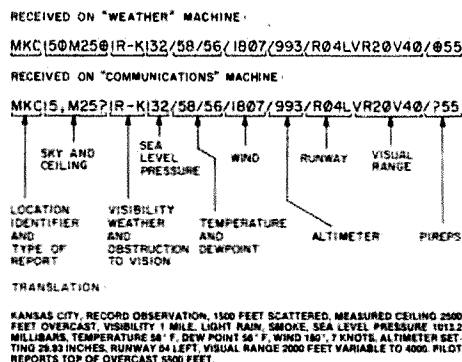 RECEIVED ON "WEATHER" MACHINE:
MKC 15⦶M25⊕1R-K132/58/56/1807/993/R04LVR20V40/⊕55
RECEIVED ON "COMMUNICATIONS" MACHINE:
MKC15,M25?1R-K132/58/56/1807/993/R04LVR20V40/?55
SKY AND CEILING
SEA LEVEL PRESSURE
WIND
RUNWAY
VISUAL RANGE
LOCATION IDENTIFIER AND TYPE OF REPORT
VISIBILITY WEATHER AND OBSTRUCTION TO VISION
TEMPERATURE AND DEWPOINT
ALTIMETER
PIREPS
TRANSLATION:
KANSAS CITY, RECORD OBSERVATION, 1500 FEET SCATTERED, MEASURED CEILING 2500
FEET OVERCAST, VISIBILITY 1 MILE, LIGHT RAIN, SMOKE, SEA LEVEL PRESSURE 1013.2
MILLIBARS, TEMPERATURE 58° F, DEW POINT 56° F, WIND 180°, 7 KNOTS, ALTIMETER SET-
TING 29.93 INCHES, RUNWAY 04 LEFT, VISUAL RANGE 2000 FEET VARIABLE TO 4000. PILOT
REPORTS TOP OF OVERCAST 5500 FEET.